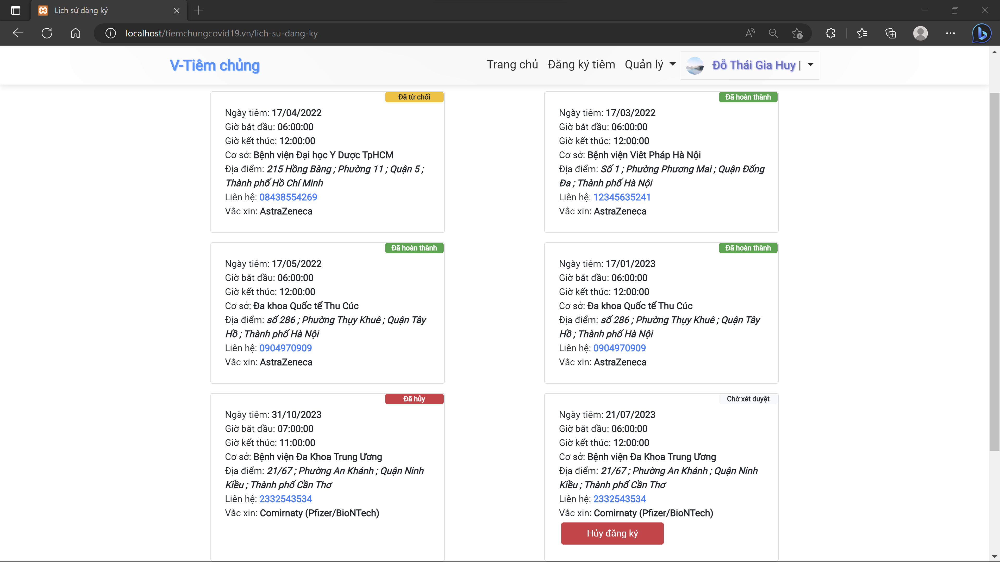 Lịch sử đăng ký
localhost/tiemchungcovid19.vn/lich-su-dang-ky
V-Tiêm chủng
Trang chủ Đăng ký tiêm Quản lý Đỗ Thái Gia Huy |
Đã từ chối
Ngày tiêm: 17/04/2022
Giờ bắt đầu: 06:00:00
Giờ kết thúc: 12:00:00
Cơ sở: Bệnh viện Đại học Y Dược TpHCM
Địa điểm: 215 Hồng Bàng ; Phường 11 ; Quận 5 ;
Thành phố Hồ Chí Minh
Liên hệ: 08438554269
Vắc xin: AstraZeneca
Đã hoàn thành
Ngày tiêm: 17/03/2022
Giờ bắt đầu: 06:00:00
Giờ kết thúc: 12:00:00
Cơ sở: Bệnh viện Viêt Pháp Hà Nội
Địa điểm: Số 1 ; Phường Phương Mai ; Quận Đống
Đa ; Thành phố Hà Nội
Liên hệ: 12345635241
Vắc xin: AstraZeneca
Đã hoàn thành
Ngày tiêm: 17/05/2022
Giờ bắt đầu: 06:00:00
Giờ kết thúc: 12:00:00
Cơ sở: Đa khoa Quốc tế Thu Cúc
Địa điểm: số 286 ; Phường Thụy Khuê ; Quận Tây
Hồ ; Thành phố Hà Nội
Liên hệ: 0904970909
Vắc xin: AstraZeneca
Đã hoàn thành
Ngày tiêm: 17/01/2023
Giờ bắt đầu: 06:00:00
Giờ kết thúc: 12:00:00
Cơ sở: Đa khoa Quốc tế Thu Cúc
Địa điểm: số 286 ; Phường Thụy Khuê ; Quận Tây
Hồ ; Thành phố Hà Nội
Liên hệ: 0904970909
Vắc xin: AstraZeneca
Đã hủy
Ngày tiêm: 31/10/2023
Giờ bắt đầu: 07:00:00
Giờ kết thúc: 11:00:00
Cơ sở: Bệnh viện Đa Khoa Trung Ương
Địa điểm: 21/67 ; Phường An Khánh ; Quận Ninh
Kiều ; Thành phố Cần Thơ
Liên hệ: 2332543534
Vắc xin: Comirnaty (Pfizer/BioNTech)
Chờ xét duyệt
Ngày tiêm: 21/07/2023
Giờ bắt đầu: 06:00:00
Giờ kết thúc: 12:00:00
Cơ sở: Bệnh viện Đa Khoa Trung Ương
Địa điểm: 21/67 ; Phường An Khánh ; Quận Ninh
Kiều ; Thành phố Cần Thơ
Liên hệ: 2332543534
Vắc xin: Comirnaty (Pfizer/BioNTech)
Hủy đăng ký